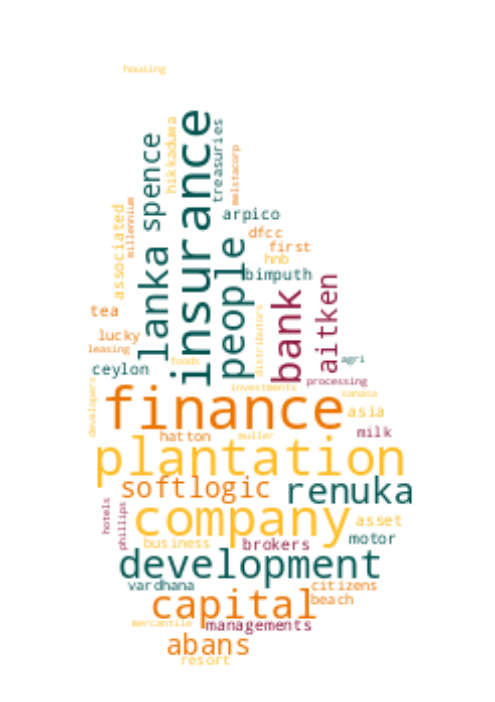 housing
insurance
hikkaduwa
treasuries
spence
melstacorp
lanka
associated
millennium
arpico
people
dfcc
first
hnb
bimputh
bank
aitken
tea
lucky
leasing
ceylon
foods
distributors
agri
processing
investments
sanasa
developers
finance
asia
milk
hatton
muller
plantation
softlogic
renuka
hotels
phillips
company
asset
motor
business
brokers
development
vardhana
citizens
beach
capital
mercantile
managements
abans
resort